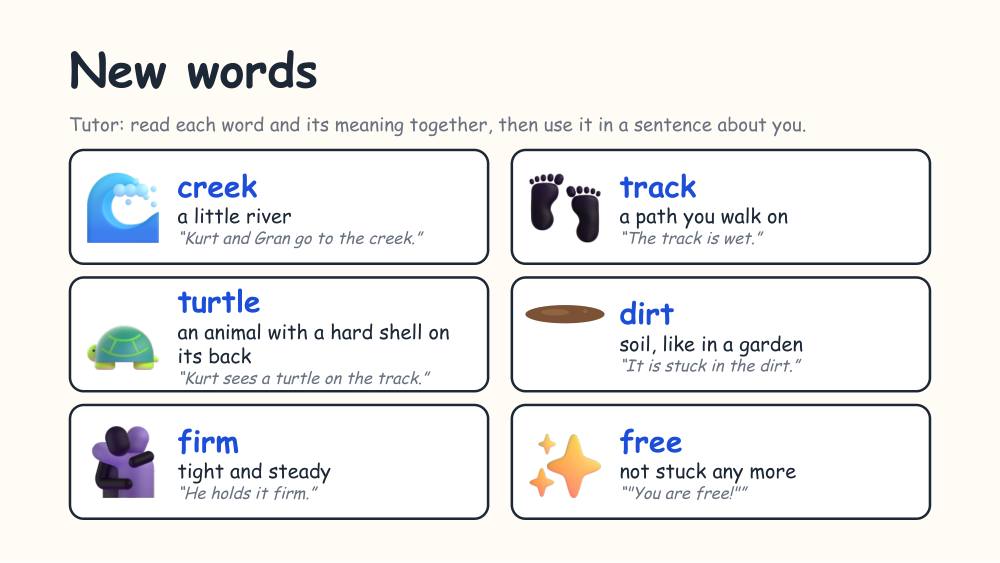 New words
Tutor: read each word and its meaning together, then use it in a sentence about you.
creek
a little river
"Kurt and Gran go to the creek."
track
a path you walk on
"The track is wet."
turtle
an animal with a hard shell on
its back
"Kurt sees a turtle on the track."
dirt
soil, like in a garden
"It is stuck in the dirt."
firm
tight and steady
"He holds it firm."
free
not stuck any more
""You are free!""